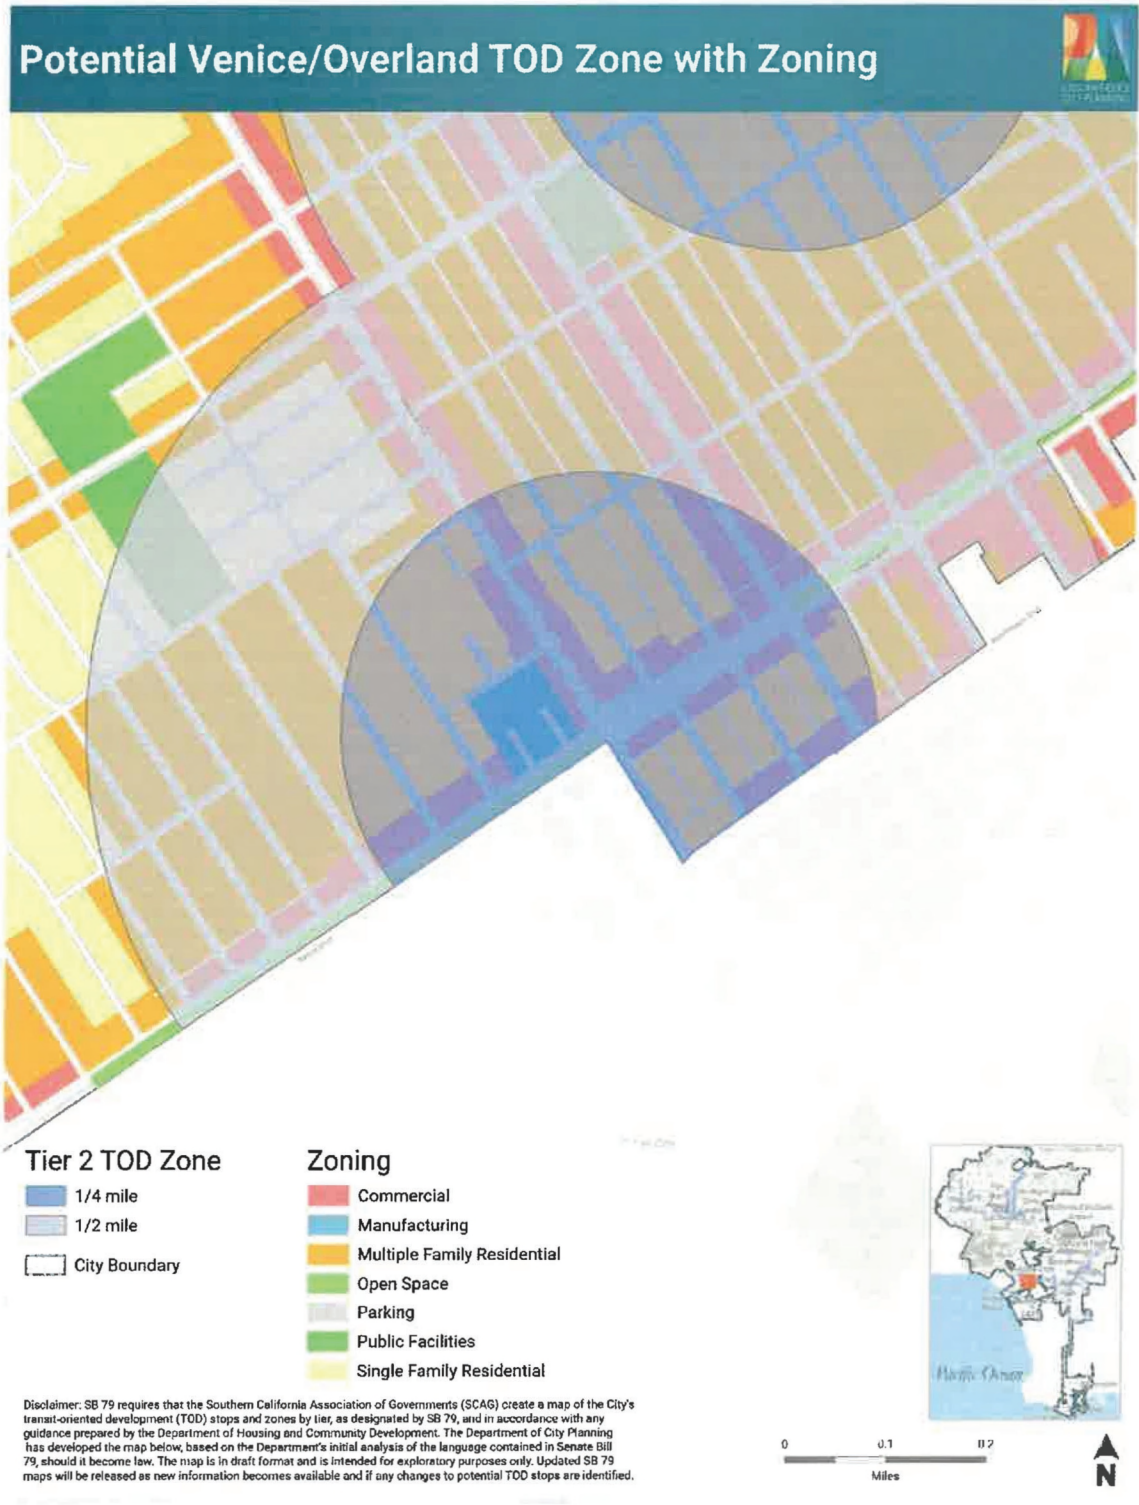 Potential Venice/Overland TOD Zone with Zoning
LOS ANGELES
CITY PLANNING
Tier 2 TOD Zone
1/4 mile
1/2 mile
City Boundary
Zoning
Commercial
Manufacturing
Multiple Family Residential
Open Space
Parking
Public Facilities
Single Family Residential
Disclaimer: SB 79 requires that the Southern California Association of Governments (SCAG) create a map of the City's
transit-oriented development (TOD) stops and zones by tier, as designated by SB 79, and in accordance with any
guidance prepared by the Department of Housing and Community Development. The Department of City Planning
has developed the map below, based on the Department's initial analysis of the language contained in Senate Bill
79, should it become law. The map is in draft format and is intended for exploratory purposes only. Updated SB 79
maps will be released as new information becomes available and if any changes to potential TOD stops are identified.
Pacific Ocean
0 0.1 0.2
Miles
N